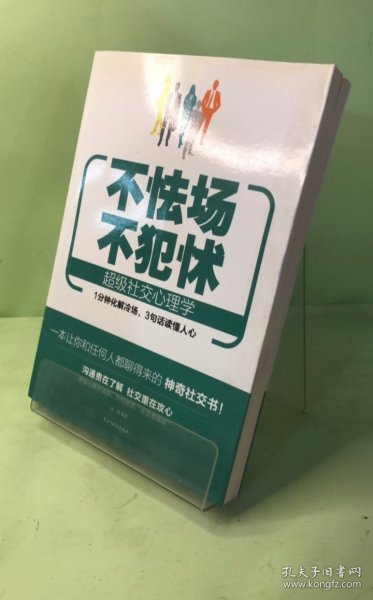 不怯场
不犯怵
超级社交心理学
1分钟化解冷场，3句话读懂人心
一本让你和任何人都聊得来的 神奇社交书！
沟通贵在了解 社交重在攻心
孔夫子旧书网
www.kongfz.com